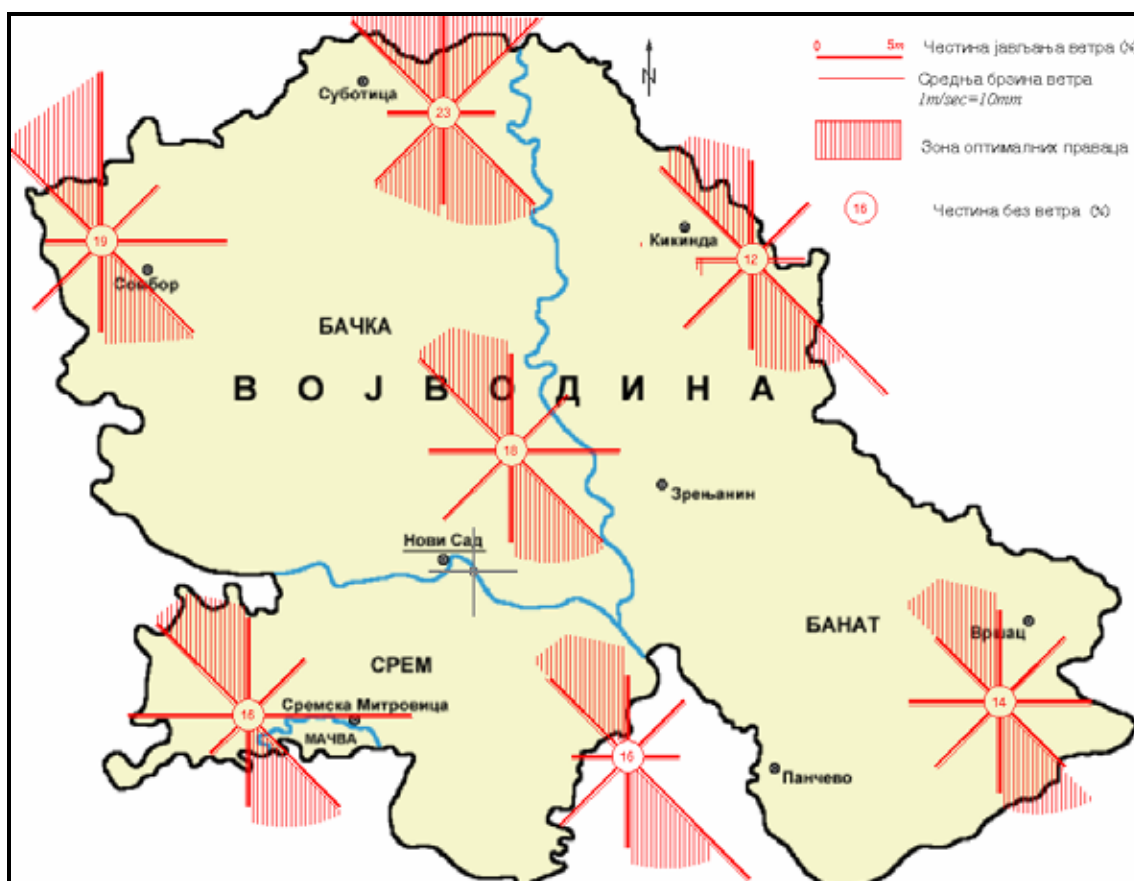 0 5m Честина јављања ветра (%
Средња брзина ветра
1m/sec=10mm
Зона оптималних праваца
16 Честина без ветра (%)
N
Суботица
23
19
Сомбор
Кикинда
12
БАЧКА
ВОЈВОДИНА
18
Зрењанин
Нови Сад
БАНАТ
Вршац
14
СРЕМ
16
Сремска Митровица
МАЧВА
16
Панчево